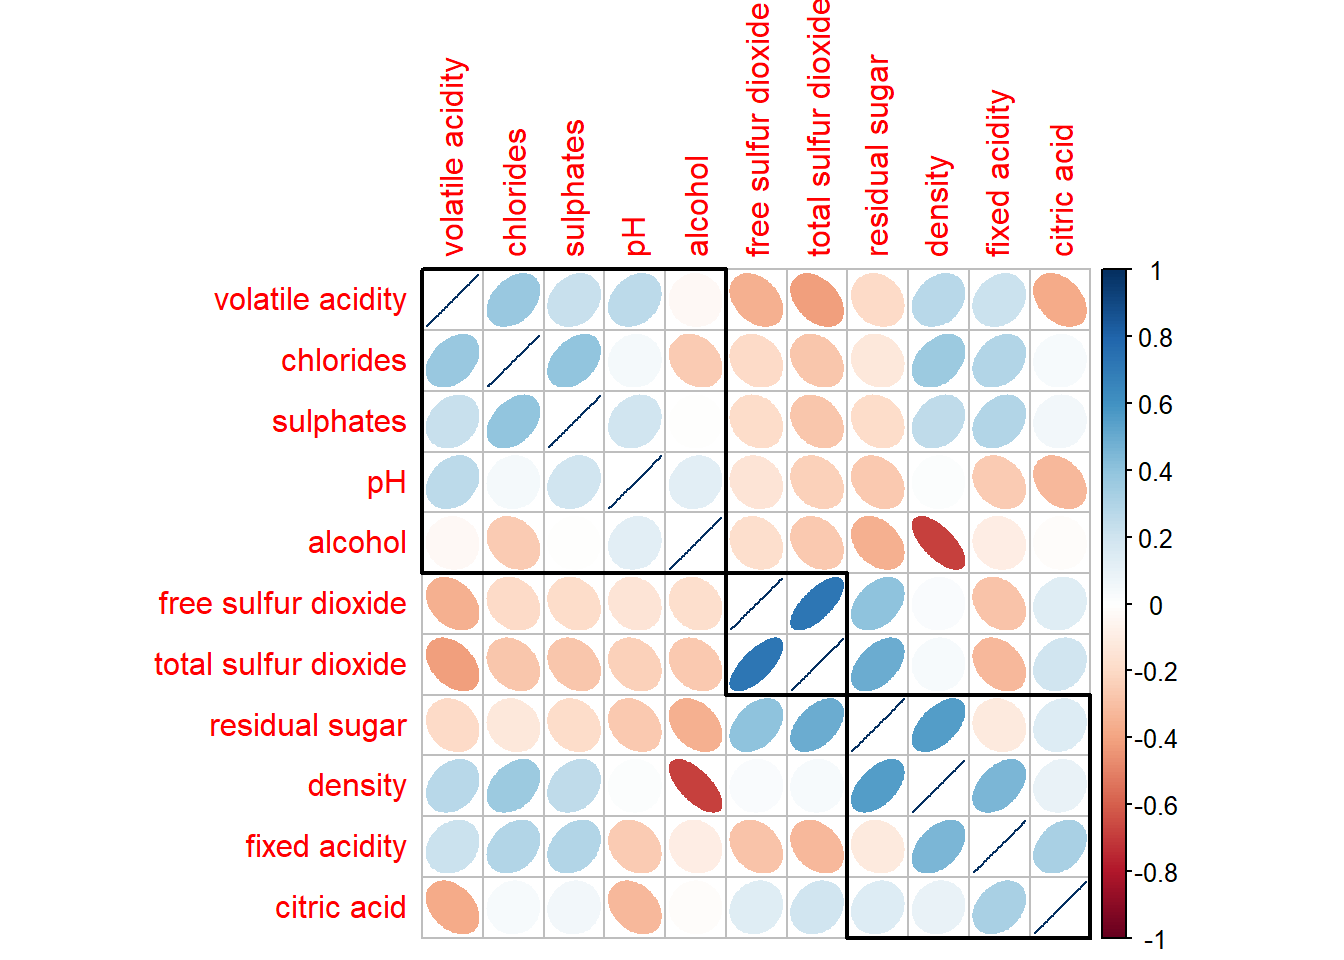 volatile acidity
chlorides
sulphates
pH
alcohol
free sulfur dioxide
total sulfur dioxide
residual sugar
density
fixed acidity
citric acid
volatile acidity
chlorides
sulphates
pH
alcohol
free sulfur dioxide
total sulfur dioxide
residual sugar
density
fixed acidity
citric acid
1
0.8
0.6
0.4
0.2
0
-0.2
-0.4
-0.6
-0.8
-1